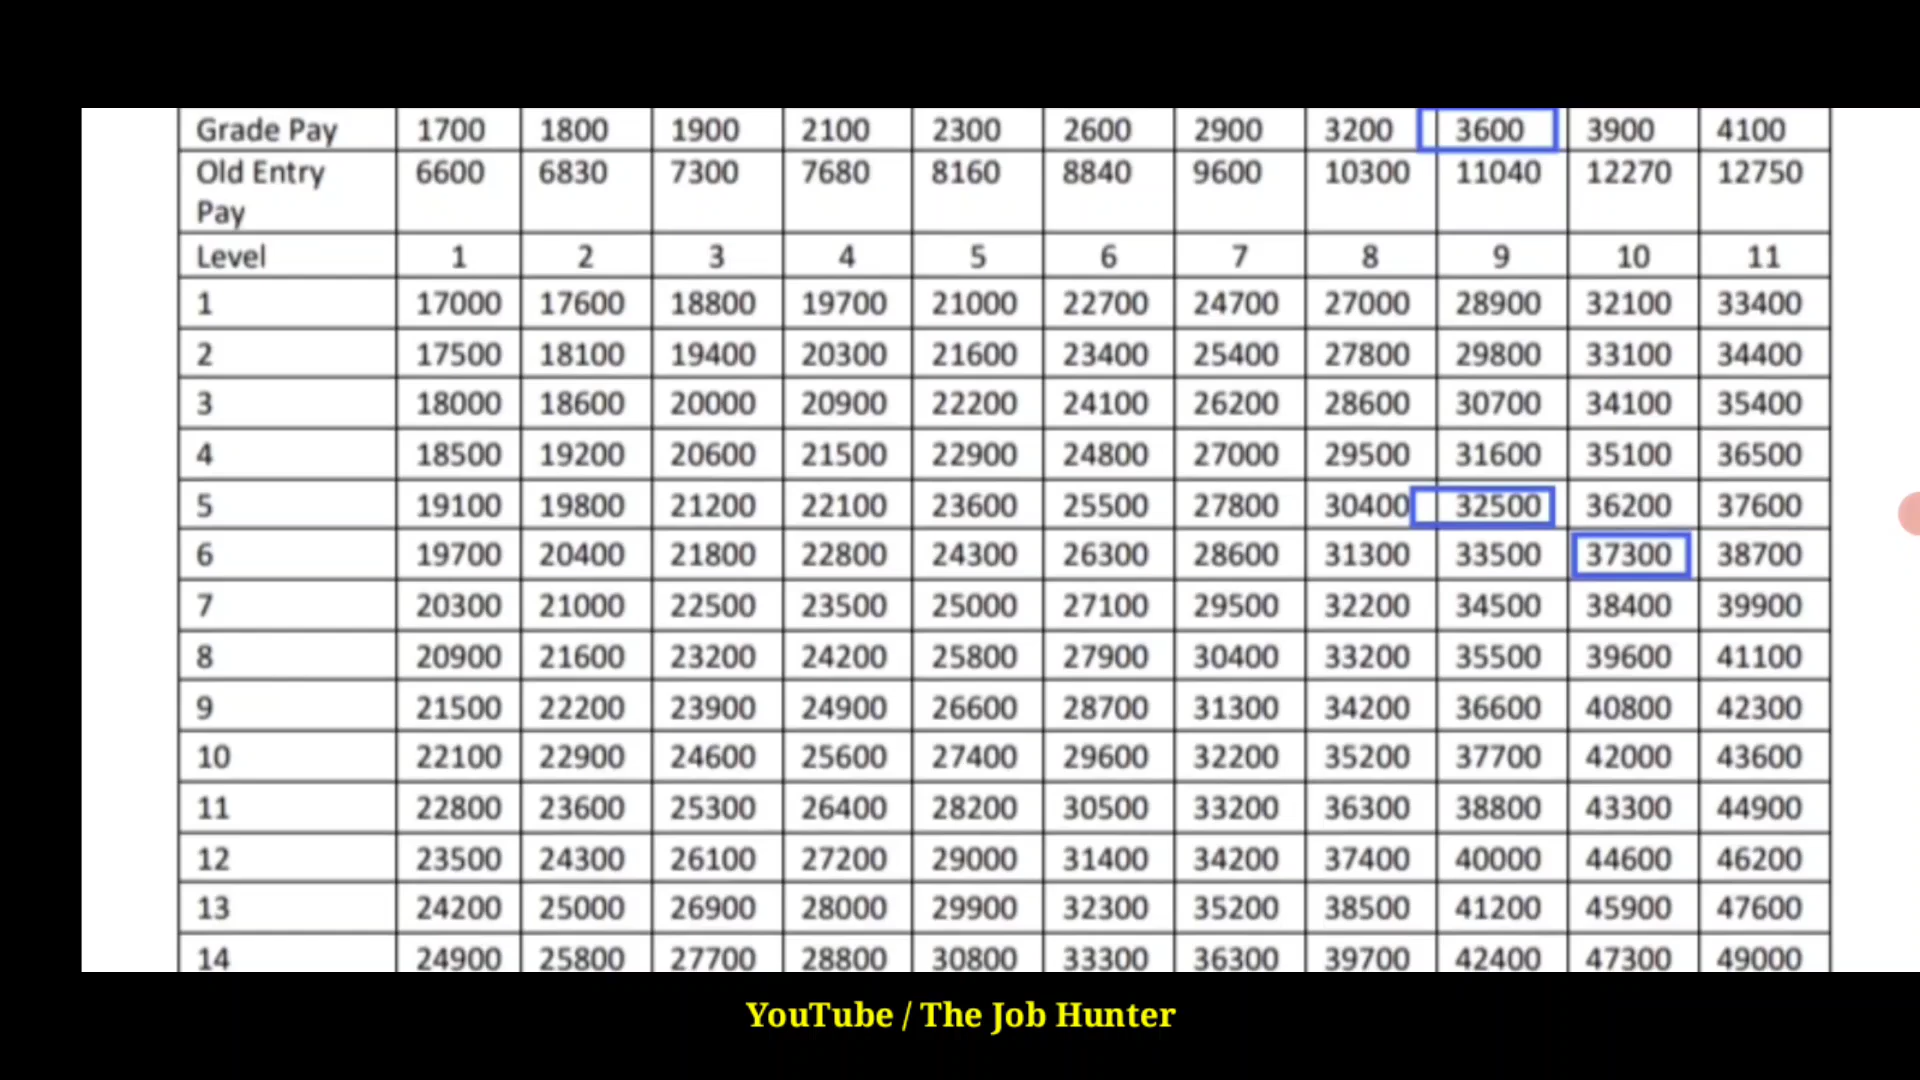 Grade Pay 1700 1800 1900 2100 2300 2600 2900 3200 3600 3900 4100
Old Entry 6600 6830 7300 7680 8160 8840 9600 10300 11040 12270 12750
Pay
Level 1 2 3 4 5 6 7 8 9 10 11
1 17000 17600 18800 19700 21000 22700 24700 27000 28900 32100 33400
2 17500 18100 19400 20300 21600 23400 25400 27800 29800 33100 34400
3 18000 18600 20000 20900 22200 24100 26200 28600 30700 34100 35400
4 18500 19200 20600 21500 22900 24800 27000 29500 31600 35100 36500
5 19100 19800 21200 22100 23600 25500 27800 30400 32500 36200 37600
6 19700 20400 21800 22800 24300 26300 28600 31300 33500 37300 38700
7 20300 21000 22500 23500 25000 27100 29500 32200 34500 38400 39900
8 20900 21600 23200 24200 25800 27900 30400 33200 35500 39600 41100
9 21500 22200 23900 24900 26600 28700 31300 34200 36600 40800 42300
10 22100 22900 24600 25600 27400 29600 32200 35200 37700 42000 43600
11 22800 23600 25300 26400 28200 30500 33200 36300 38800 43300 44900
12 23500 24300 26100 27200 29000 31400 34200 37400 40000 44600 46200
13 24200 25000 26900 28000 29900 32300 35200 38500 41200 45900 47600
14 24900 25800 27700 28800 30800 33300 36300 39700 42400 47300 49000
YouTube / The Job Hunter